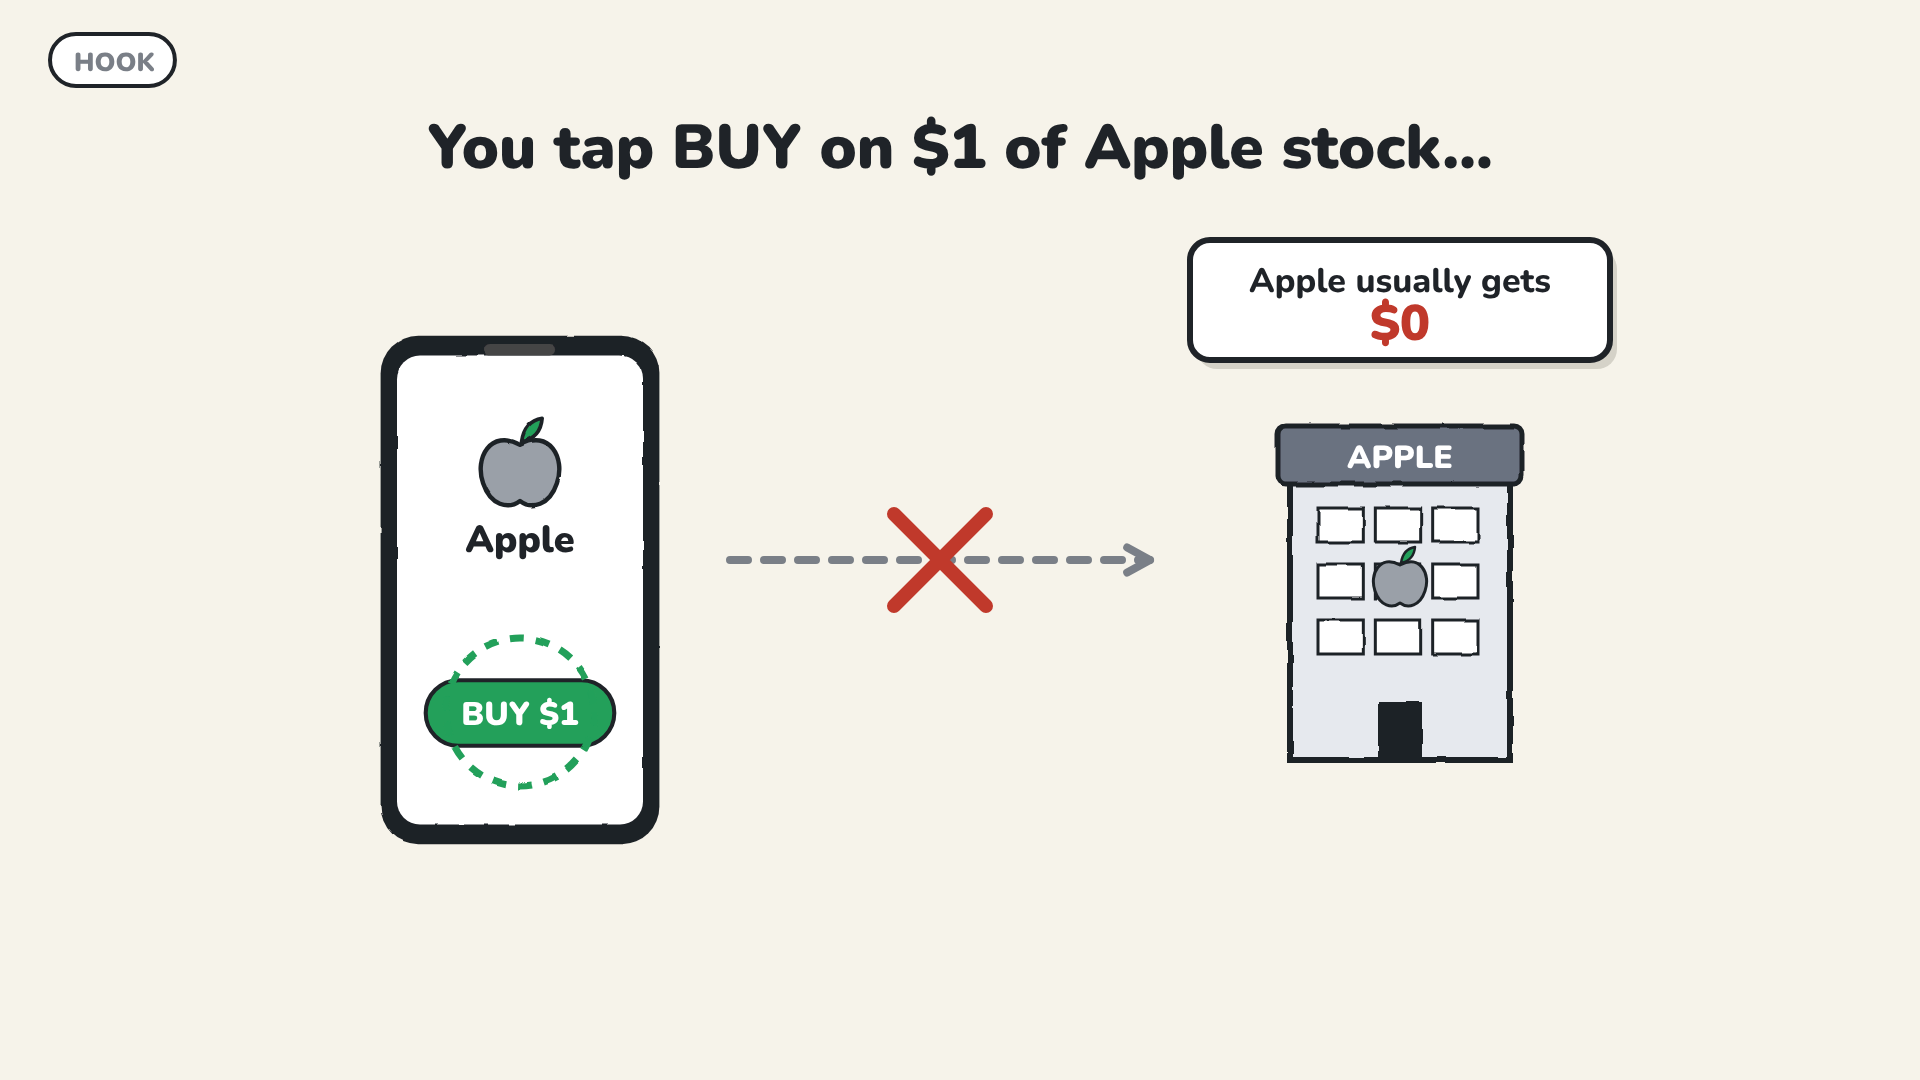 HOOK
You tap BUY on $1 of Apple stock...
Apple usually gets
$0
Apple
BUY $1
APPLE